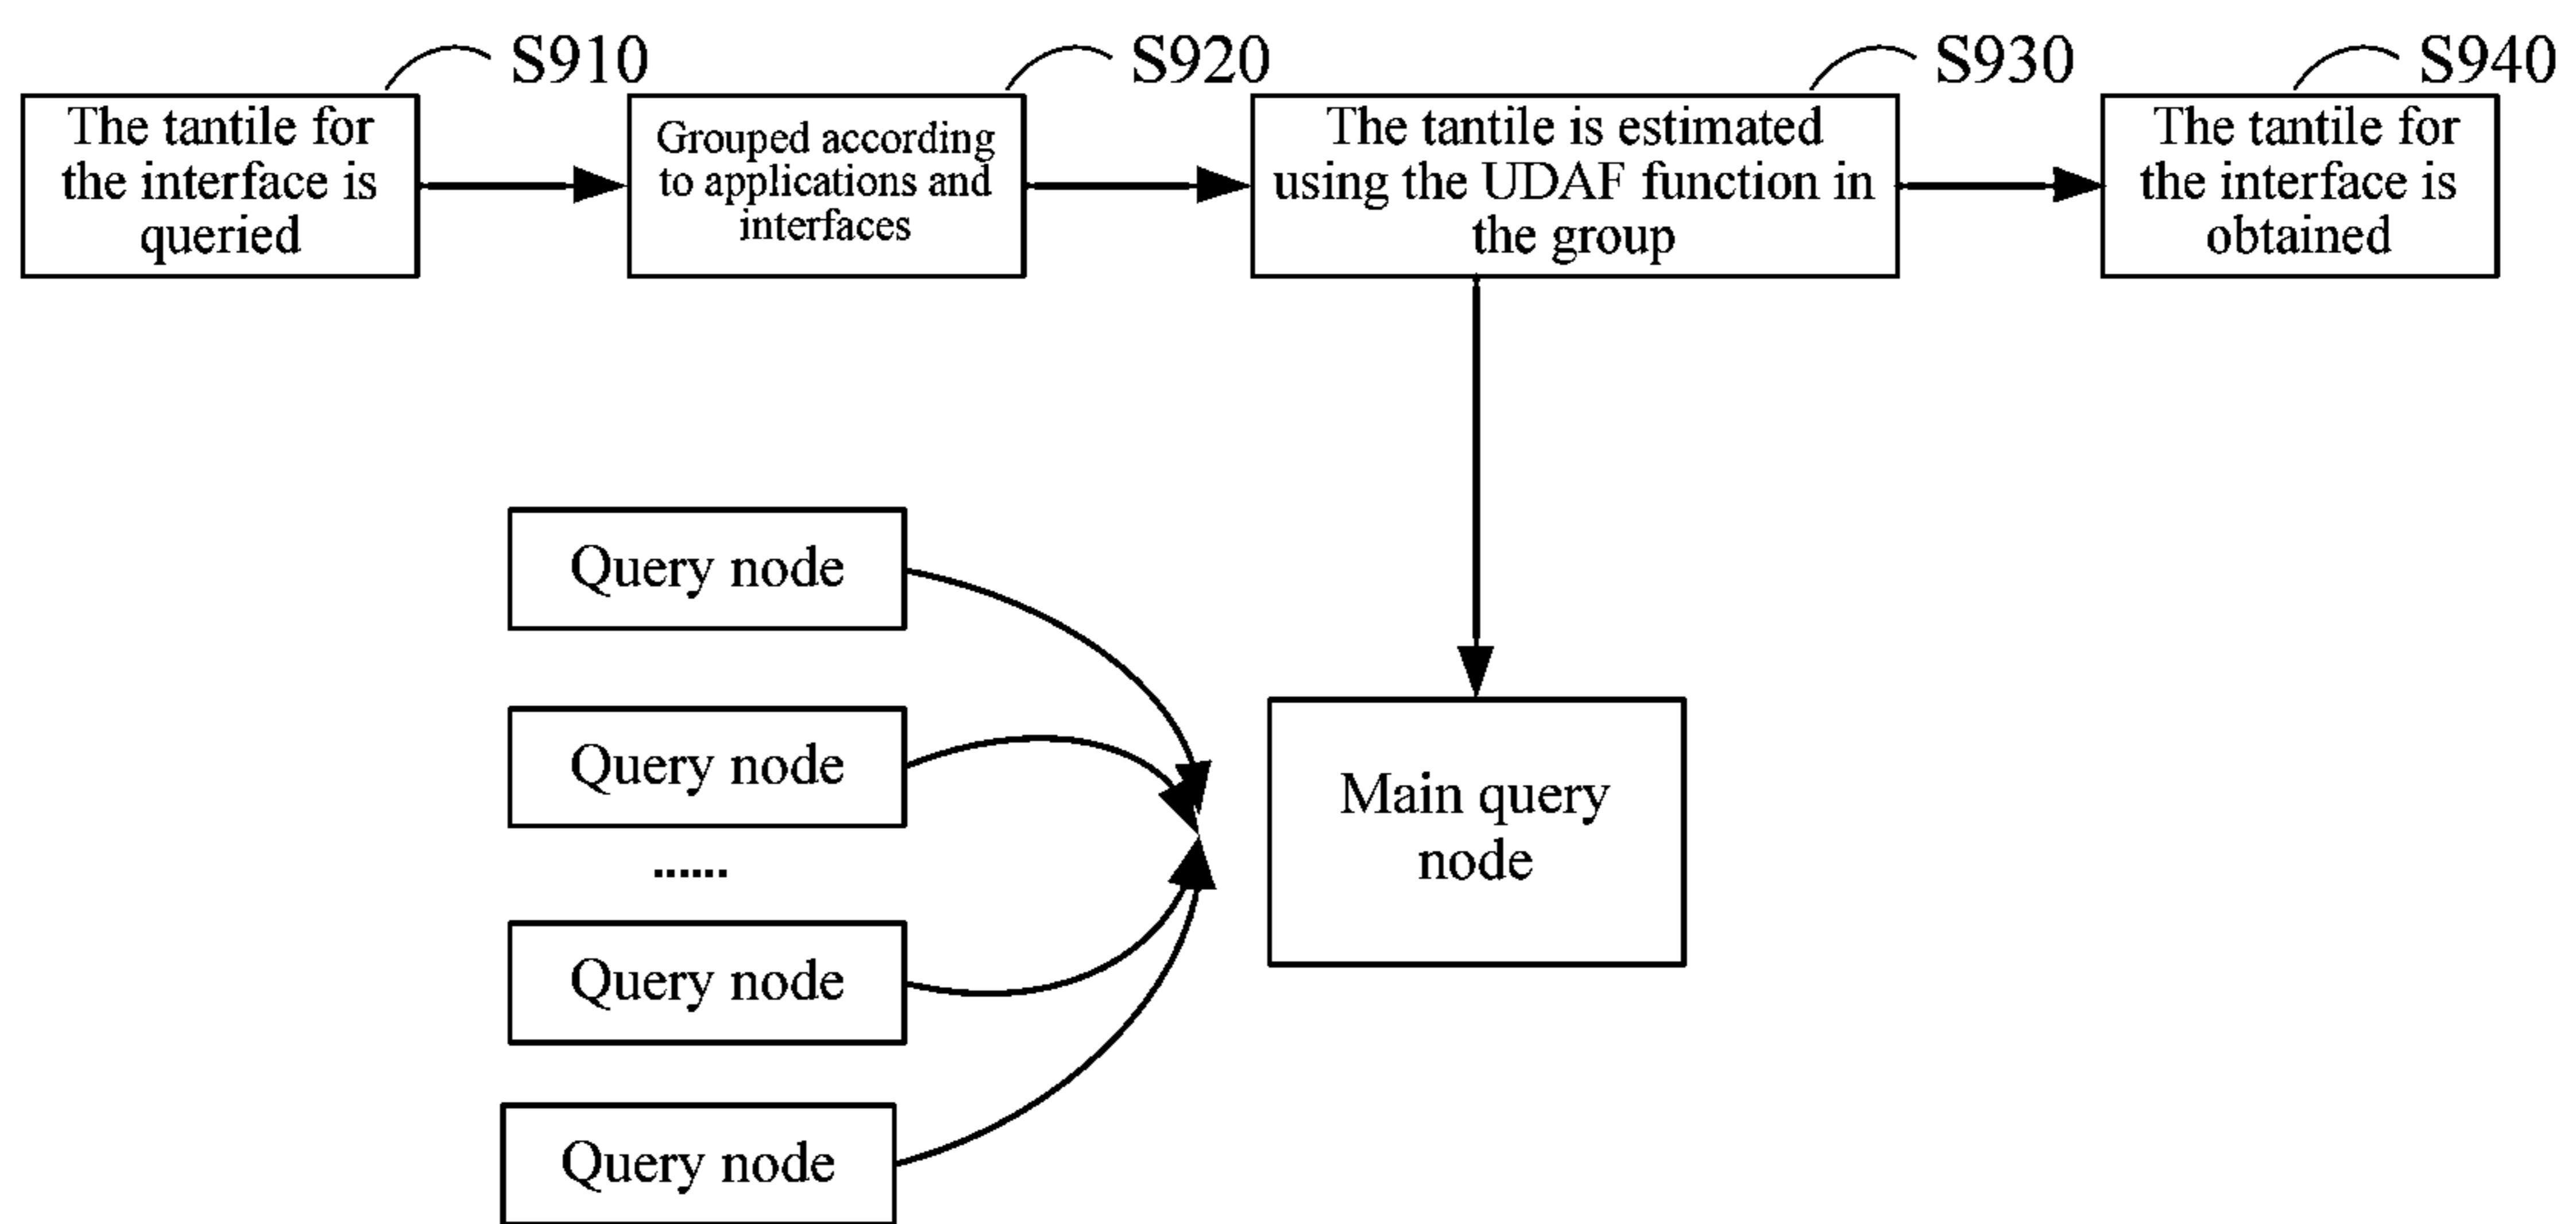 S910
S920
S930
S940
The tantile for
the interface is
queried
Grouped according
to applications and
interfaces
The tantile is estimated
using the UDAF function in
the group
The tantile for
the interface is
obtained
Query node
Query node
......
Query node
Query node
Main query
node